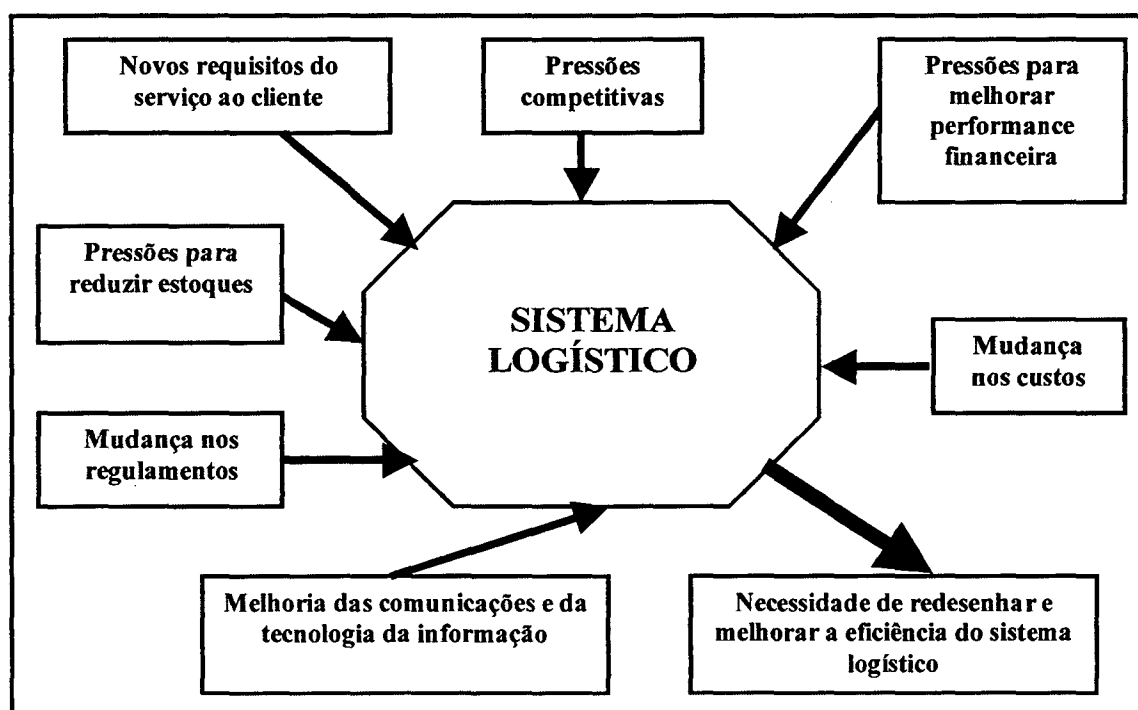 Novos requisitos do
serviço ao cliente
Pressões
competitivas
Pressões para
melhorar
performance
financeira
Pressões para
reduzir estoques
SISTEMA
LOGÍSTICO
Mudança
nos custos
Mudança nos
regulamentos
Melhoria das comunicações e da
tecnologia da informação
Necessidade de redesenhar e
melhorar a eficiência do sistema
logístico